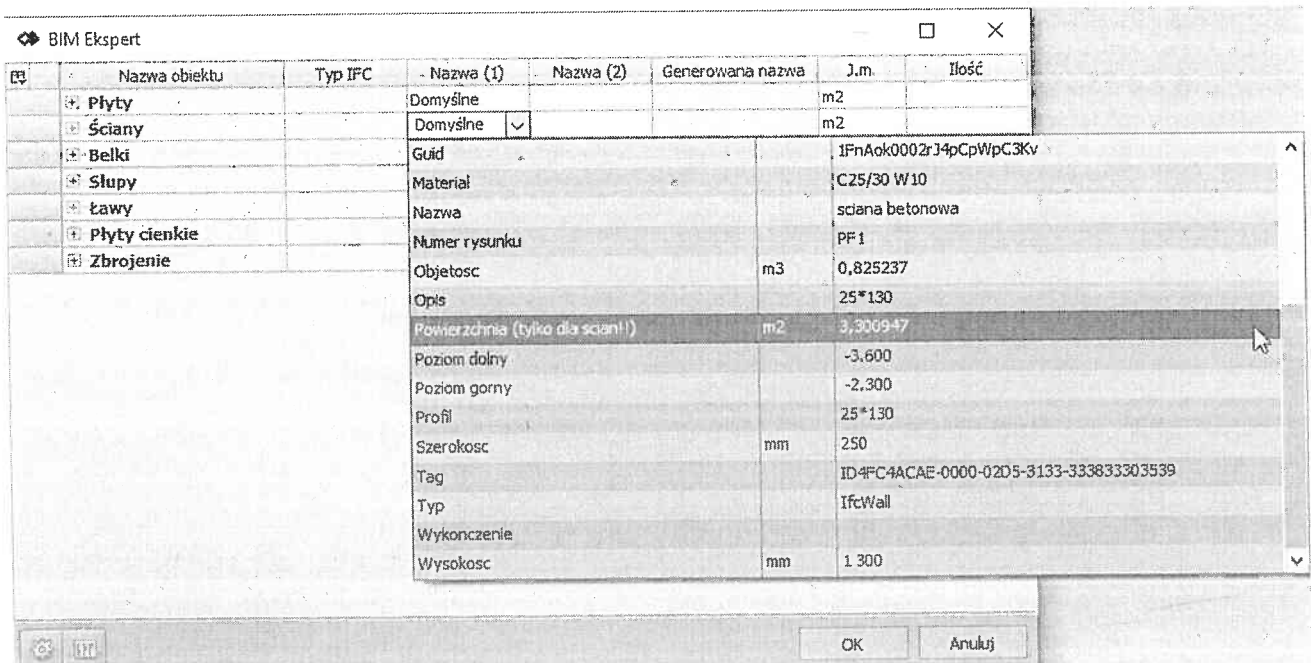 BIM Ekspert
Nazwa obiektu Typ IFC Nazwa (1) Nazwa (2) Generowana nazwa J.m. Ilość
Płyty Domyślne m2
Ściany Domyślne m2
Belki Guid 1FnAok0002rJ4pCpWpC3Kv
Słupy Material C25/30 W10
Ławy Nazwa sciana betonowa
Płyty cienkie Numer rysunku PF1
Zbrojenie Objetosc m3 0,825237
Opis 25*130
Powierzchnia (tylko dla scian!!) m2 3,300947
Poziom dolny -3.600
Poziom gorny -2.300
Profil 25*130
Szerokosc mm 250
Tag ID4FC4ACAE-0000-02D5-3133-333833303539
Typ IfcWall
Wykonczenie
Wysokosc mm 1 300
OK Anuluj